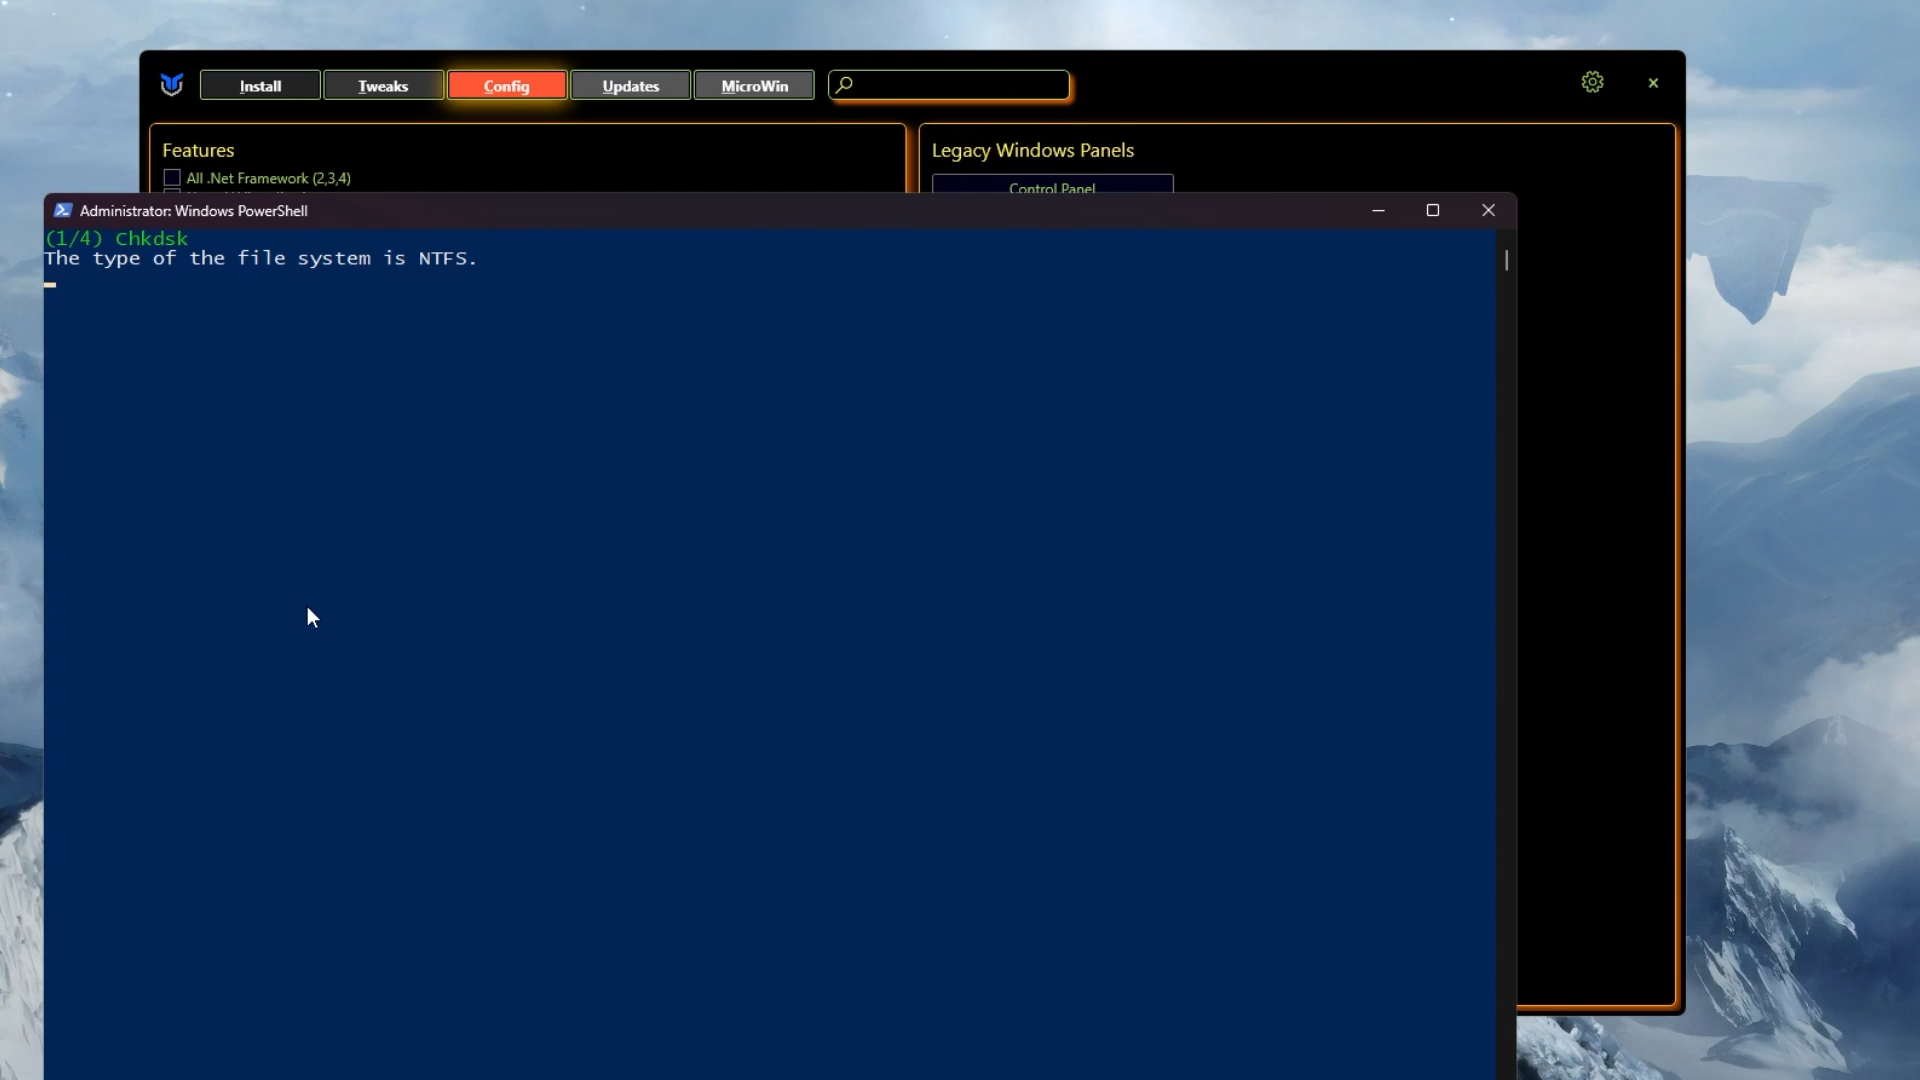 Install
Tweaks
Config
Updates
MicroWin
Features
All .Net Framework (2,3,4)
Legacy Windows Panels
Control Panel
Administrator: Windows PowerShell
(1/4) Chkdsk
The type of the file system is NTFS.